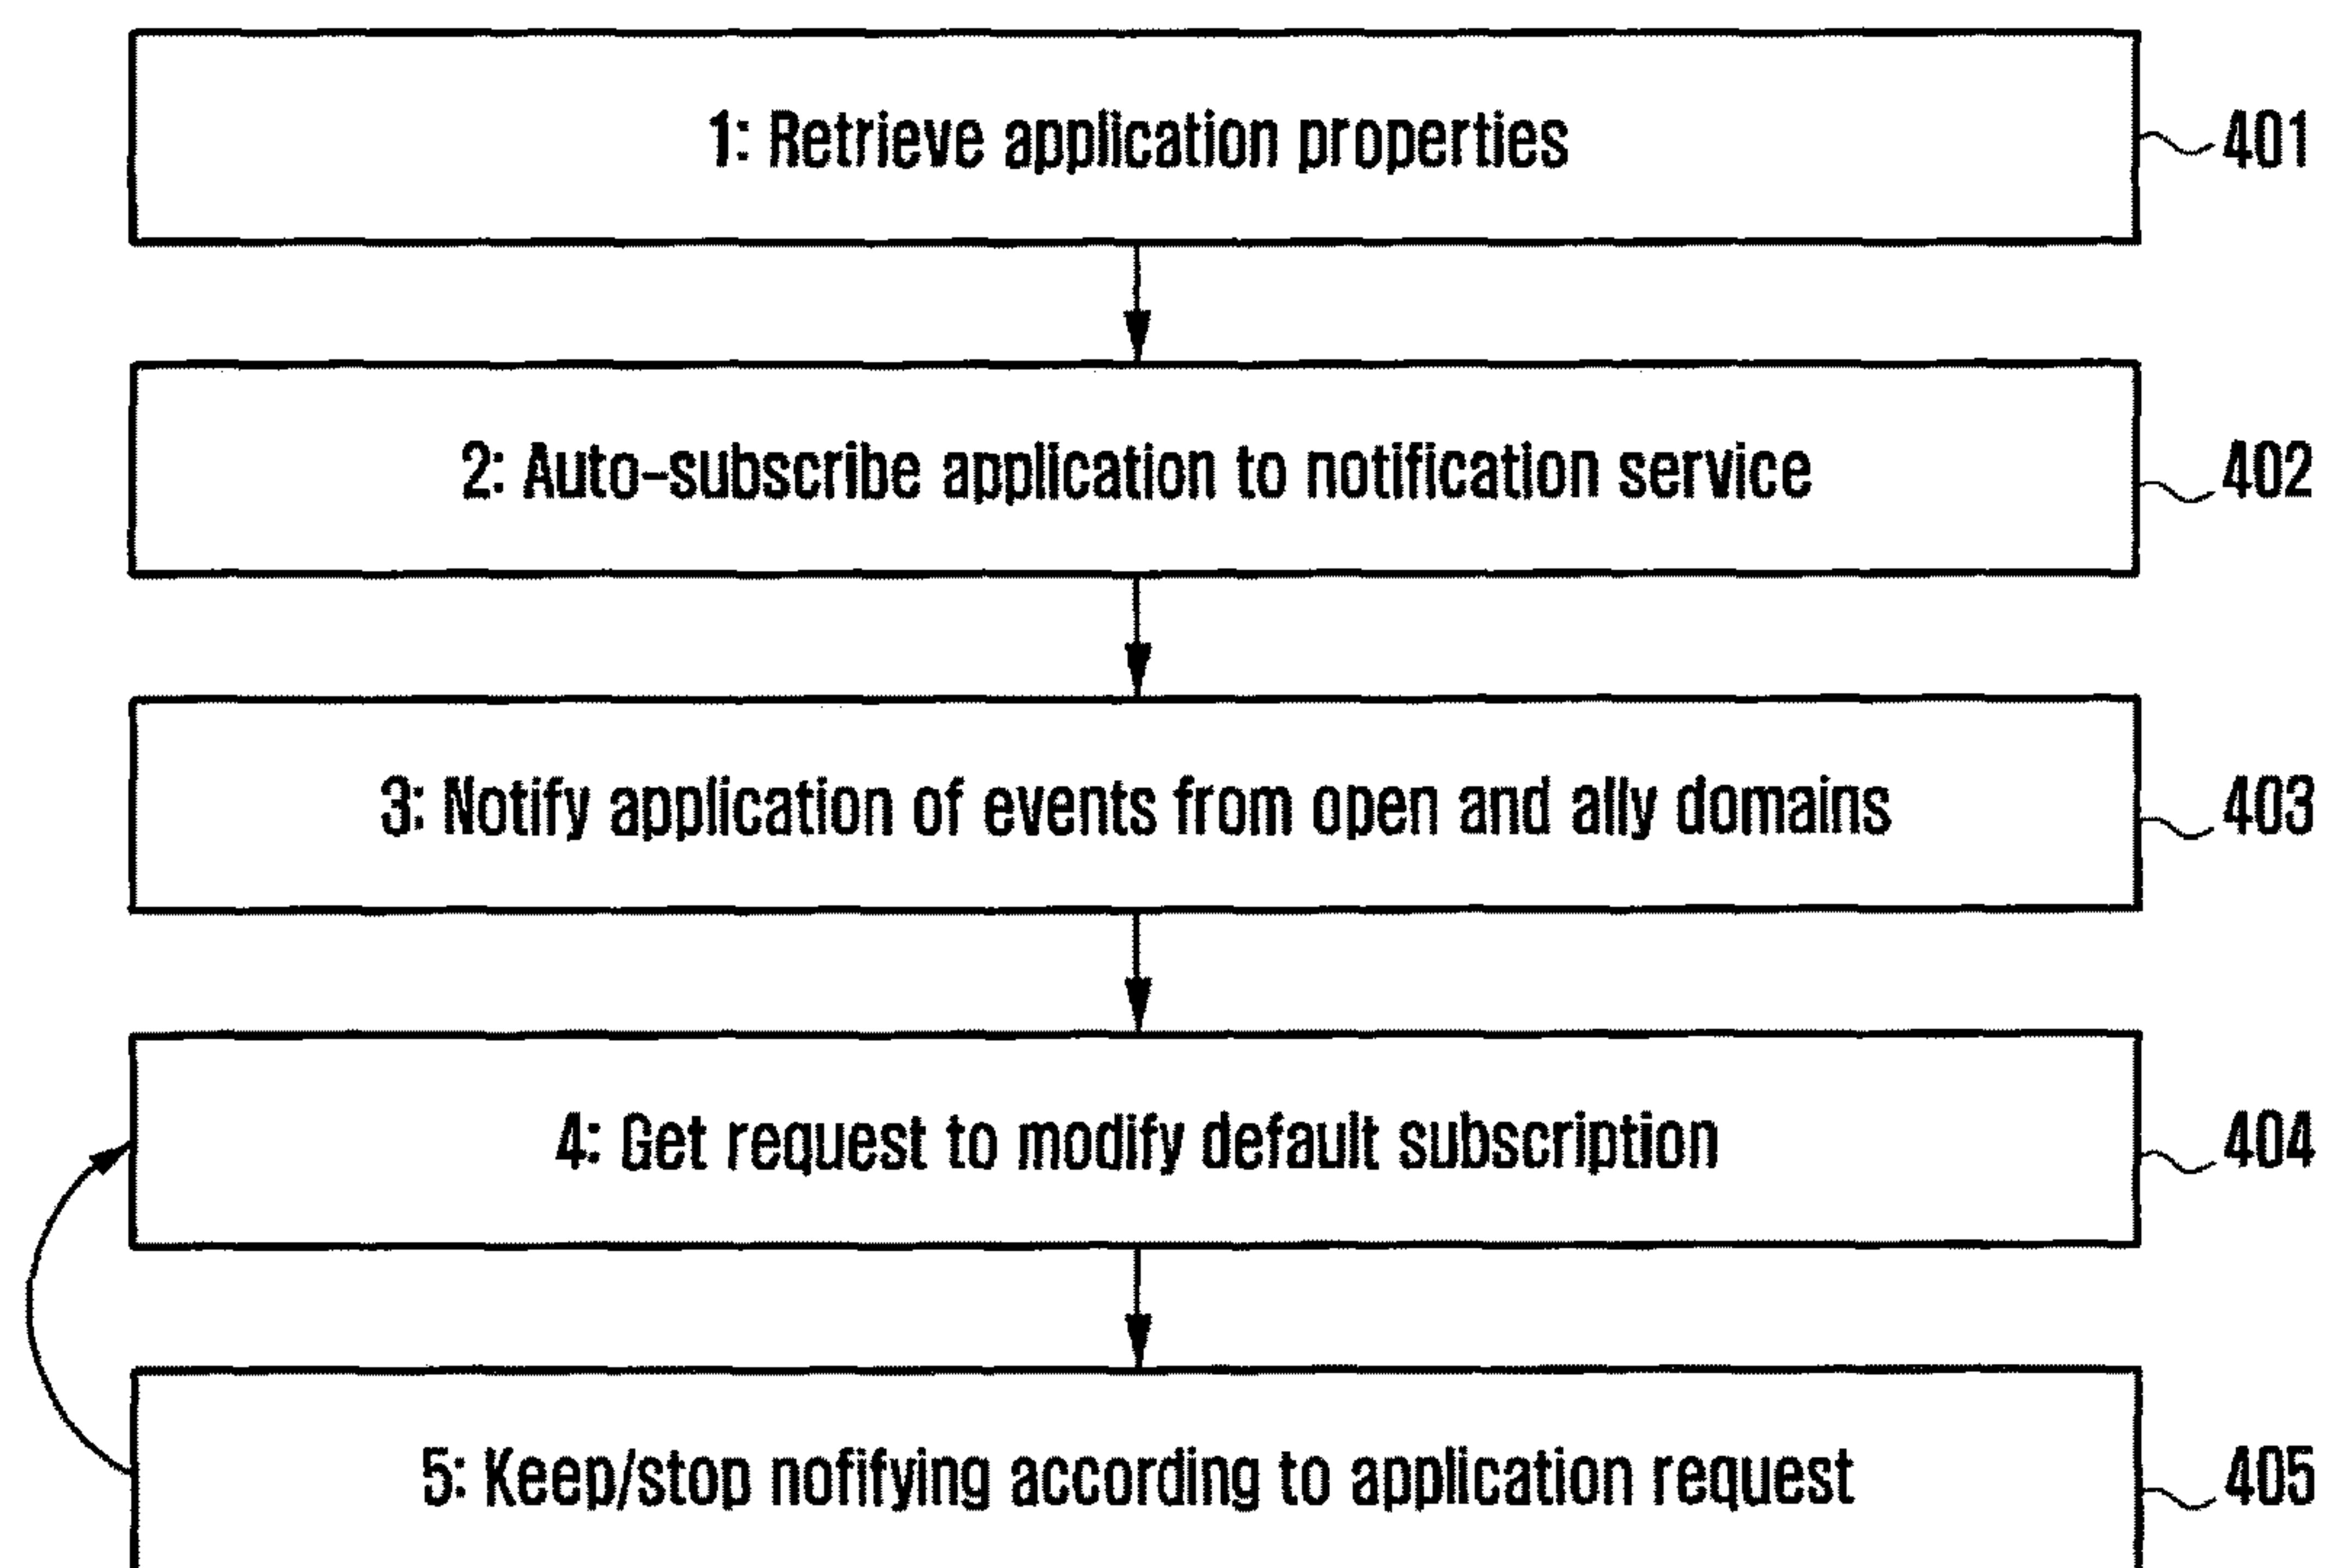 1: Retrieve application properties
401
2: Auto-subscribe application to notification service
402
3: Notify application of events from open and ally domains
403
4: Get request to modify default subscription
404
5: Keep/stop nofifying according to application request
405